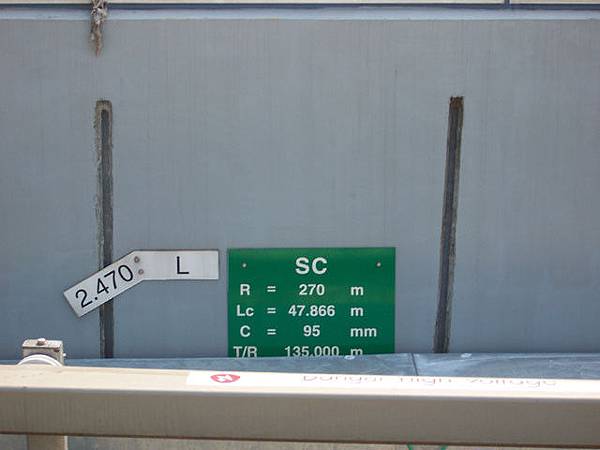 2.470 L
SC
R = 270 m
Lc = 47.866 m
C = 95 mm
T/R 135.000 m
Danger High Voltage